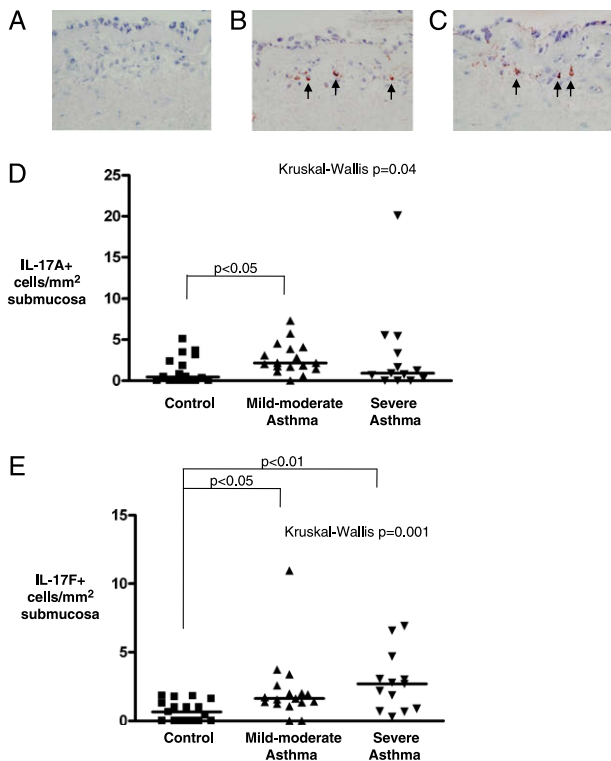 A
B
C
D
Kruskal-Wallis p=0.04
25
20
15
10
5
0
IL-17A+
cells/mm²
submucosa
p<0.05
Control
Mild-moderate
Asthma
Severe
Asthma
E
p<0.01
p<0.05
Kruskal-Wallis p=0.001
15
10
5
0
IL-17F+
cells/mm²
submucosa
Control
Mild-moderate
Asthma
Severe
Asthma